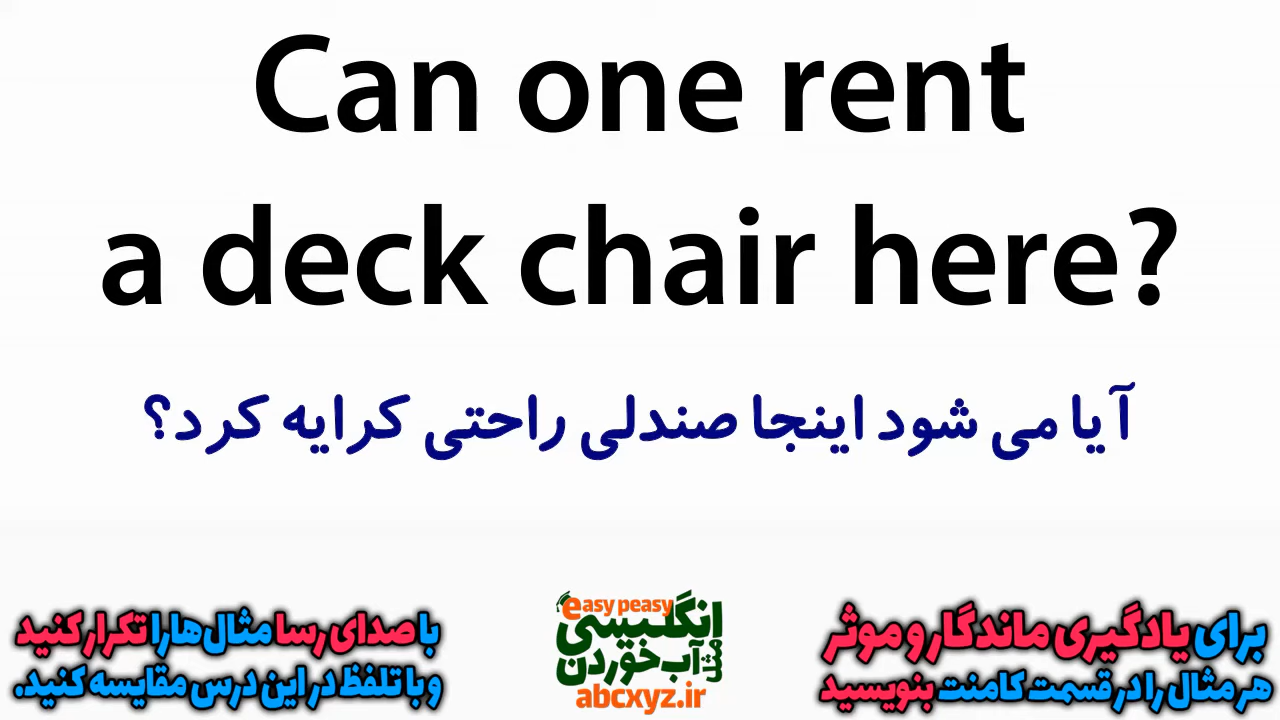 Can one rent
a deck chair here?
آیا می شود اینجا صندلی راحتی کرایه کرد؟
برای یادگیری ماندگار و موثر
هر مثال را در قسمت کامنت بنویسید
easy peasy
انگلیسی
مثل آب خوردن
abcxyz.ir
با صدای رسا مثال‌ها را تکرار کنید
و با تلفظ در این درس مقایسه کنید.